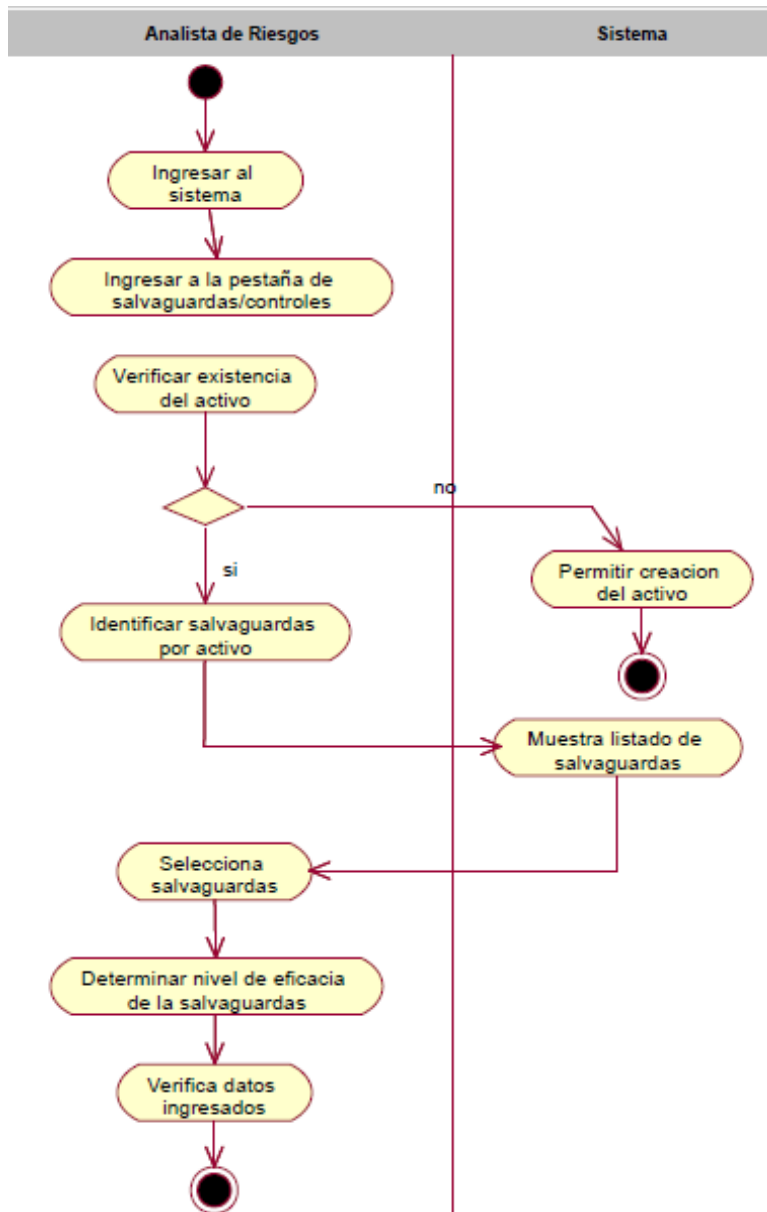 Analista de Riesgos
Sistema
Ingresar al
sistema
Ingresar a la pestaña de
salvaguardas/controles
Verificar existencia
del activo
no
si
Permitir creacion
del activo
Identificar salvaguardas
por activo
Muestra listado de
salvaguardas
Selecciona
salvaguardas
Determinar nivel de eficacia
de la salvaguardas
Verifica datos
ingresados